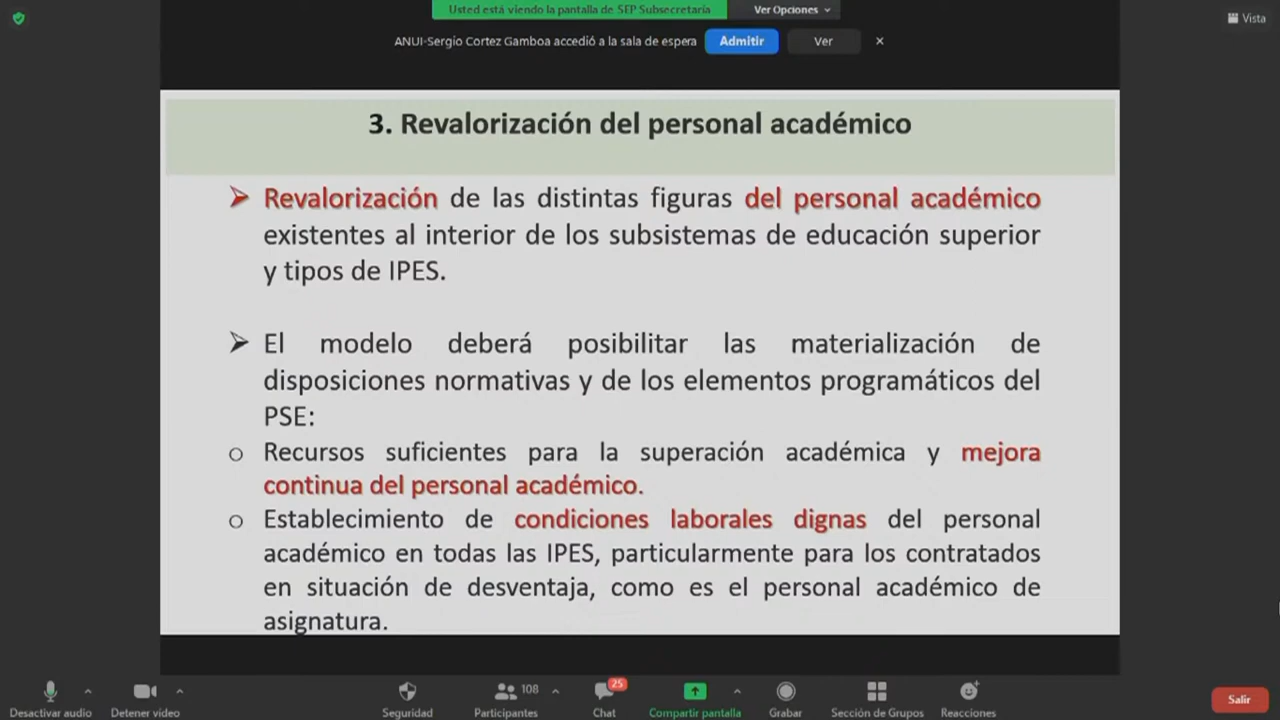 Usted está viendo la pantalla de SEP Subsecretaría
Ver Opciones
Vista
ANUI-Sergio Cortez Gamboa accedió a la sala de espera
Admitir
Ver
3. Revalorización del personal académico
Revalorización de las distintas figuras del personal académico
existentes al interior de los subsistemas de educación superior
y tipos de IPES.
El modelo deberá posibilitar las materialización de
disposiciones normativas y de los elementos programáticos del
PSE:
o Recursos suficientes para la superación académica y mejora
continua del personal académico.
o Establecimiento de condiciones laborales dignas del personal
académico en todas las IPES, particularmente para los contratados
en situación de desventaja, como es el personal académico de
asignatura.
Desactivar audio
Detener video
Seguridad
108
Participantes
25
Chat
Compartir pantalla
Grabar
Sección de Grupos
Reacciones
Salir